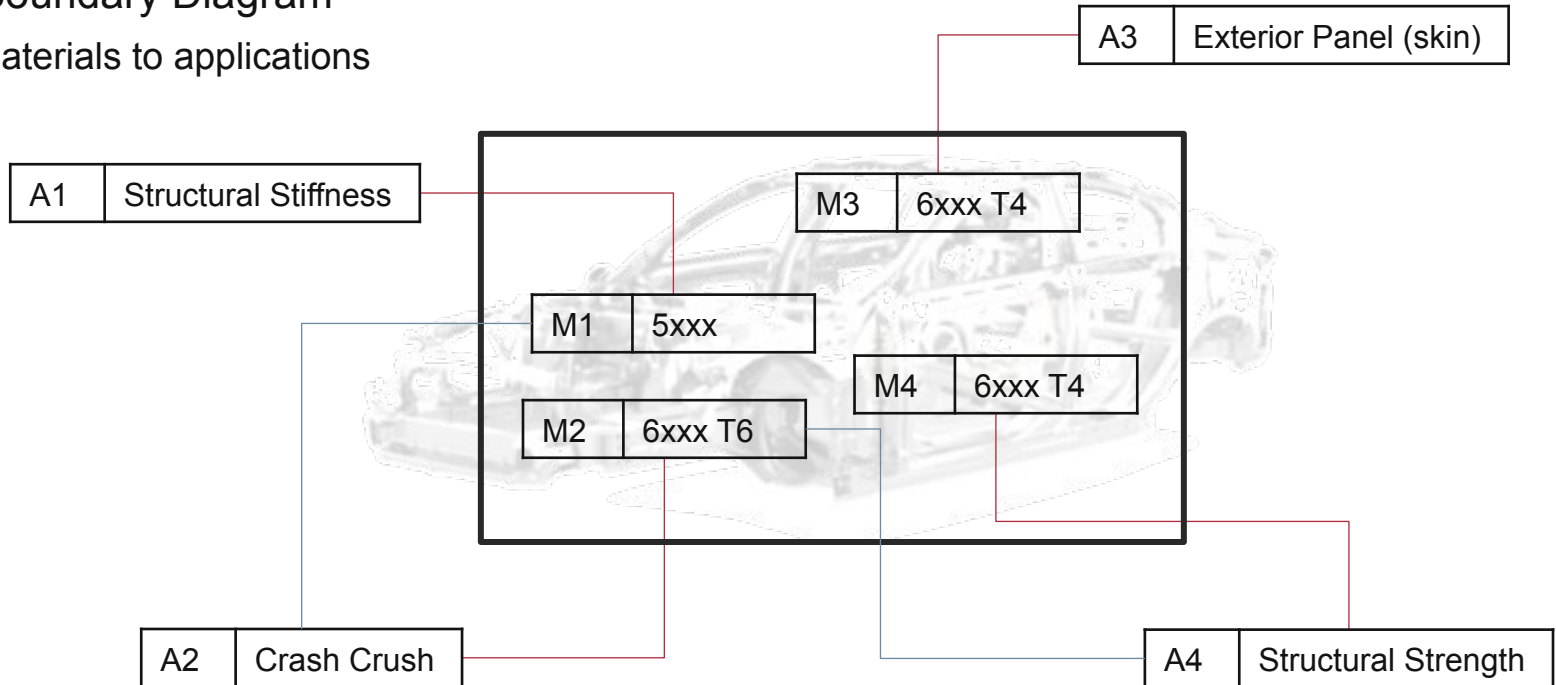 Boundary Diagram
aterials to applications
A3 Exterior Panel (skin)
A1 Structural Stiffness
M3 6xxx T4
M1 5xxx
M4 6xxx T4
M2 6xxx T6
A2 Crash Crush
A4 Structural Strength